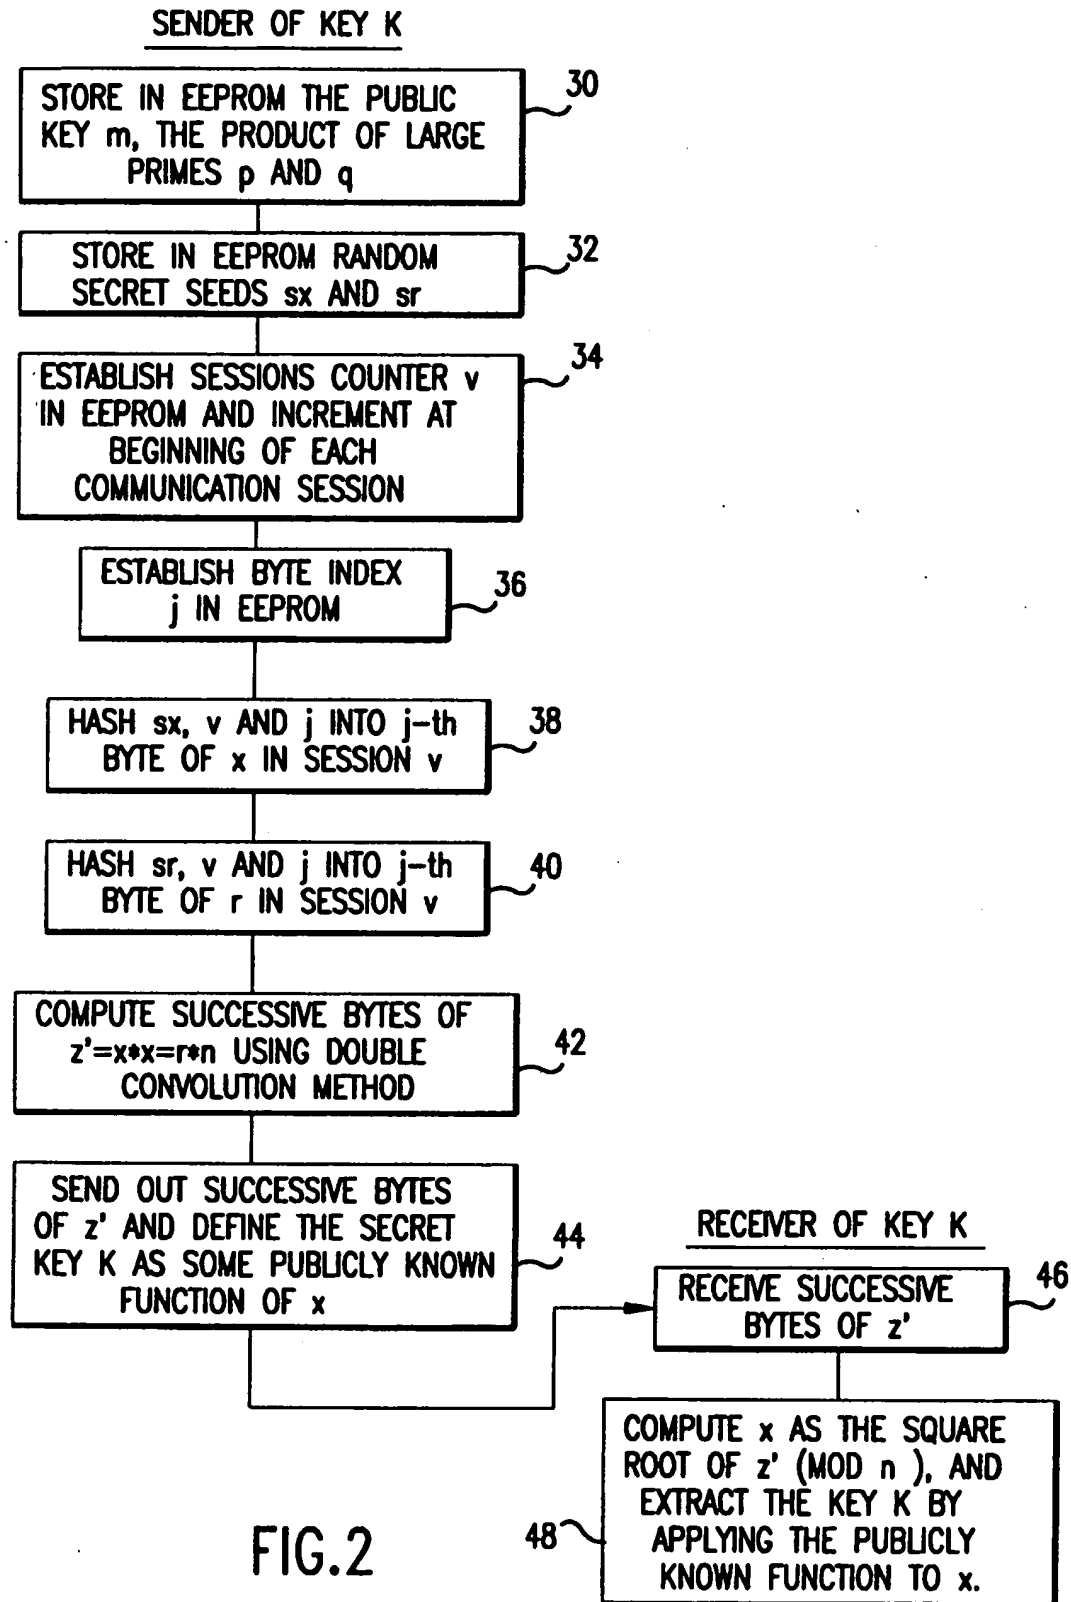 SENDER OF KEY K
30
STORE IN EEPROM THE PUBLIC
KEY m, THE PRODUCT OF LARGE
PRIMES p AND q
32
STORE IN EEPROM RANDOM
SECRET SEEDS sx AND sr
34
ESTABLISH SESSIONS COUNTER v
IN EEPROM AND INCREMENT AT
BEGINNING OF EACH
COMMUNICATION SESSION
36
ESTABLISH BYTE INDEX
j IN EEPROM
38
HASH sx, v AND j INTO j-th
BYTE OF x IN SESSION v
40
HASH sr, v AND j INTO j-th
BYTE OF r IN SESSION v
42
COMPUTE SUCCESSIVE BYTES OF
z'=x*x=r*n USING DOUBLE
CONVOLUTION METHOD
44
SEND OUT SUCCESSIVE BYTES
OF z' AND DEFINE THE SECRET
KEY K AS SOME PUBLICLY KNOWN
FUNCTION OF x
RECEIVER OF KEY K
46
RECEIVE SUCCESSIVE
BYTES OF z'
48
COMPUTE x AS THE SQUARE
ROOT OF z' (MOD n ), AND
EXTRACT THE KEY K BY
APPLYING THE PUBLICLY
KNOWN FUNCTION TO x.
FIG.2